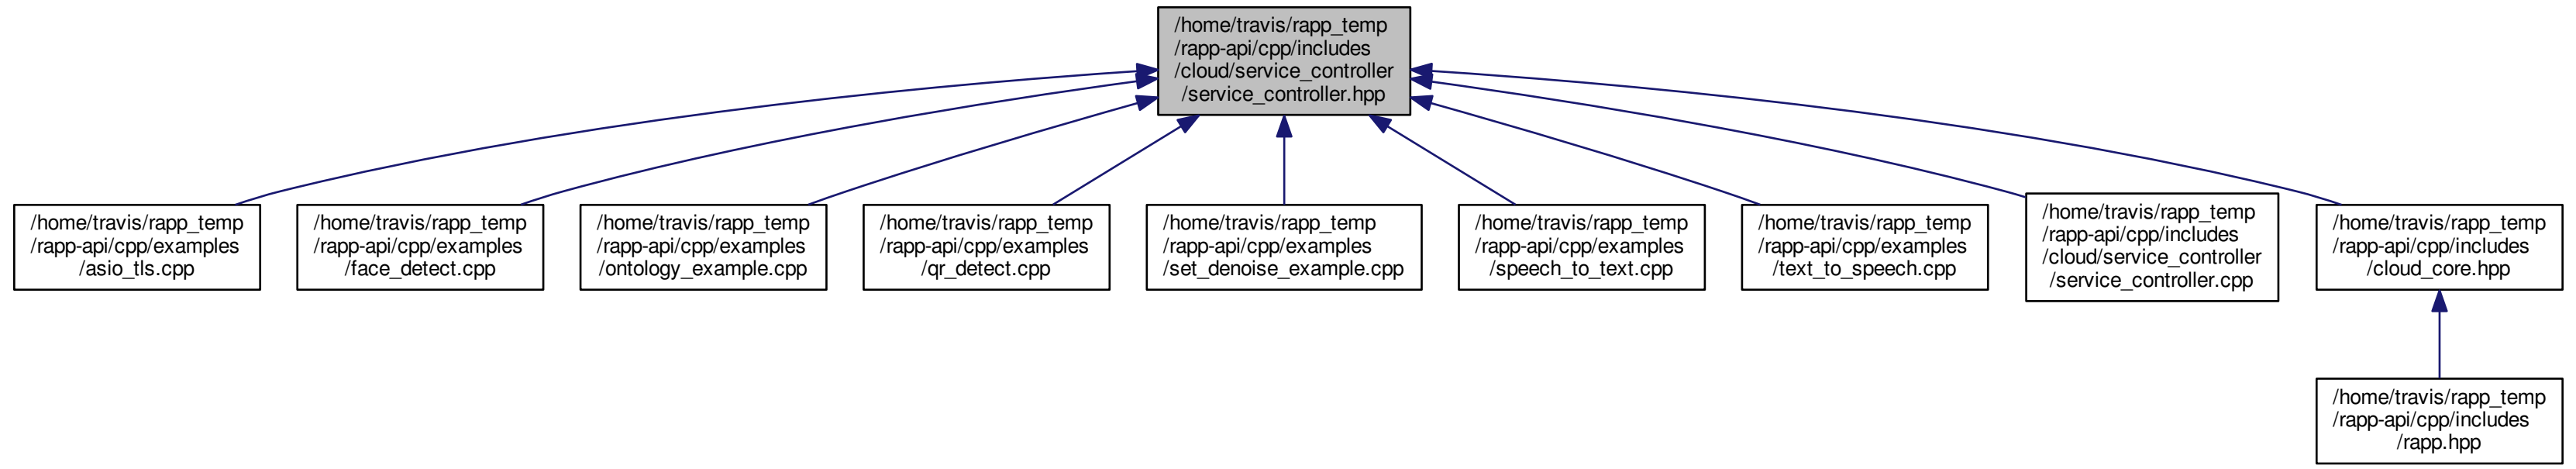 /home/travis/rapp_temp
/rapp-api/cpp/includes
/cloud/service_controller
/service_controller.hpp
/home/travis/rapp_temp
/rapp-api/cpp/examples
/asio_tls.cpp
/home/travis/rapp_temp
/rapp-api/cpp/examples
/face_detect.cpp
/home/travis/rapp_temp
/rapp-api/cpp/examples
/ontology_example.cpp
/home/travis/rapp_temp
/rapp-api/cpp/examples
/qr_detect.cpp
/home/travis/rapp_temp
/rapp-api/cpp/examples
/set_denoise_example.cpp
/home/travis/rapp_temp
/rapp-api/cpp/examples
/speech_to_text.cpp
/home/travis/rapp_temp
/rapp-api/cpp/examples
/text_to_speech.cpp
/home/travis/rapp_temp
/rapp-api/cpp/includes
/cloud/service_controller
/service_controller.cpp
/home/travis/rapp_temp
/rapp-api/cpp/includes
/cloud_core.hpp
/home/travis/rapp_temp
/rapp-api/cpp/includes
/rapp.hpp